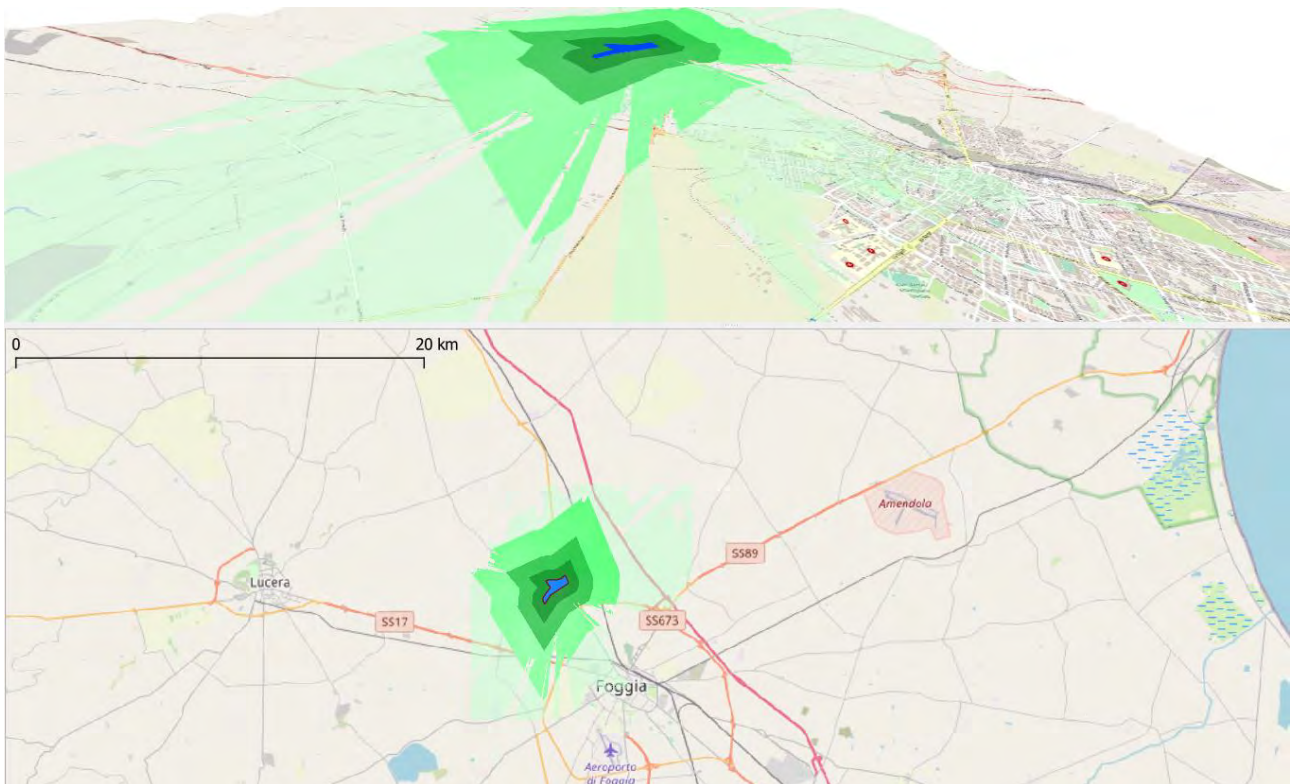 0 20 km
Amendola
SS89
Lucera
SS17
SS673
Foggia
Aeroporto
di Foggia